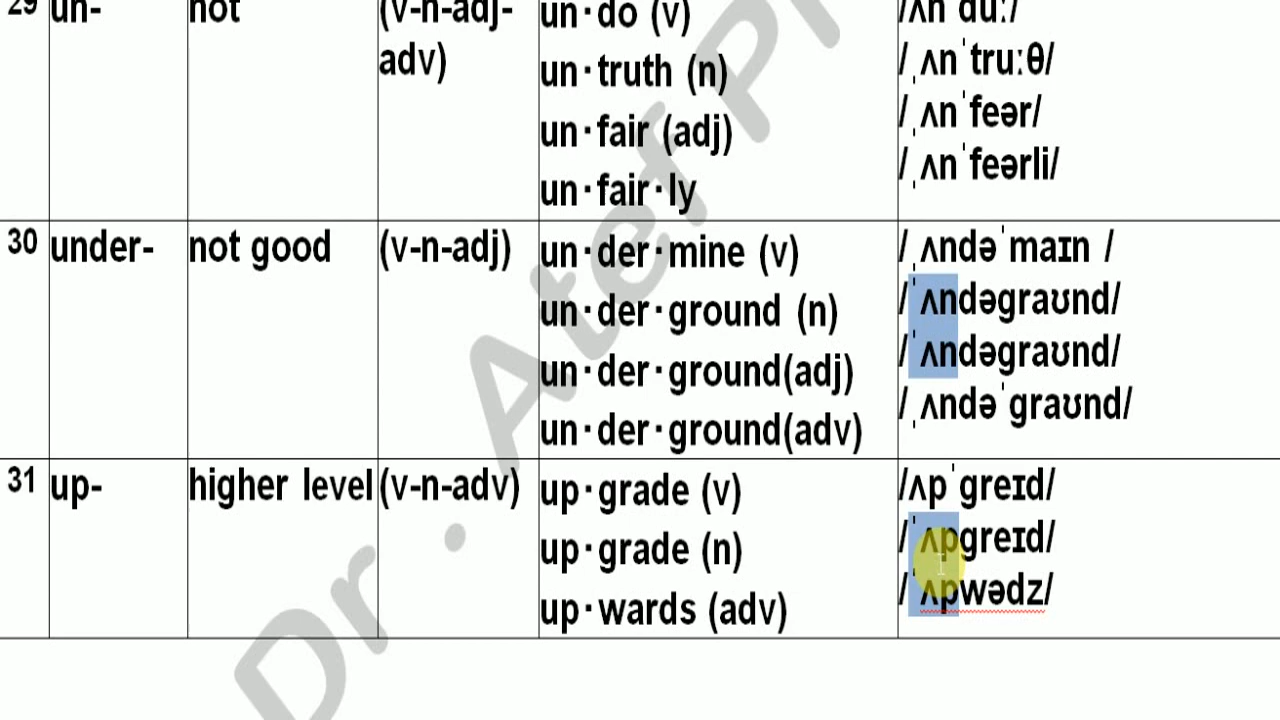 29 un- not (v-n-adj- un·do (v) /ʌnˈduː/
adv) un·truth (n) /ˌʌnˈtruːθ/
un·fair (adj) /ˌʌnˈfeər/
un·fair·ly /ˌʌnˈfeərli/
30 under- not good (v-n-adj) un·der·mine (v) /ˌʌndəˈmaɪn /
un·der·ground (n) /ˈʌndəgraʊnd/
un·der·ground(adj) /ˈʌndəgraʊnd/
un·der·ground(adv) /ˌʌndəˈgraʊnd/
31 up- higher level (v-n-adv) up·grade (v) /ʌpˈgreɪd/
up·grade (n) /ˈʌpgreɪd/
up·wards (adv) /ˈʌpwədz/
Dr . Atef